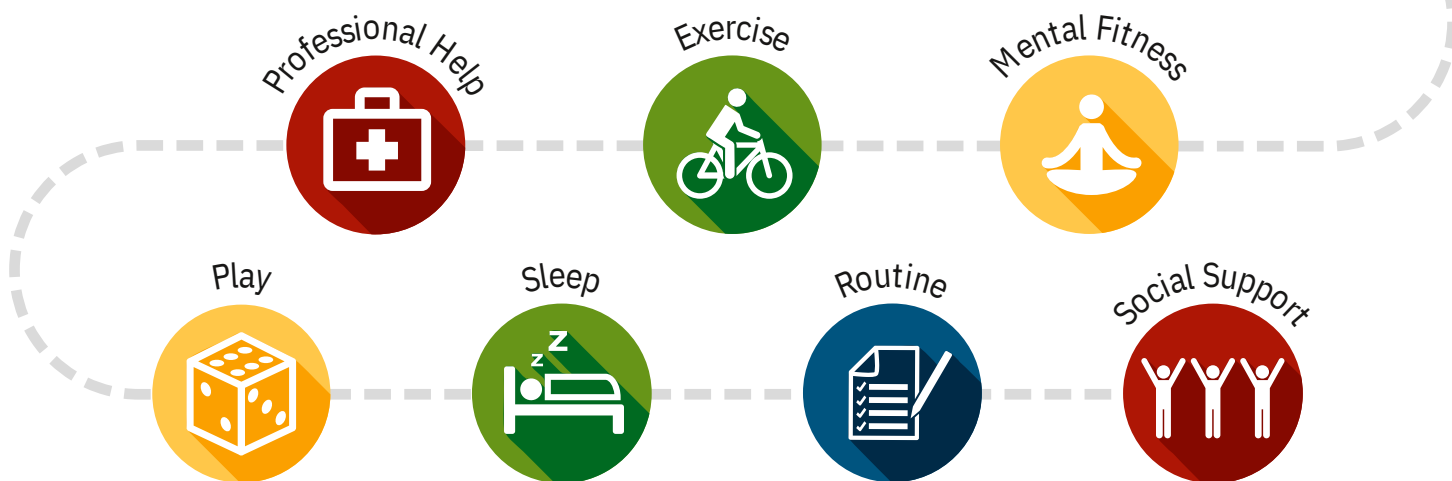 Professional Help
Exercise
Mental Fitness
Play
Sleep
Routine
Social Support
z
z